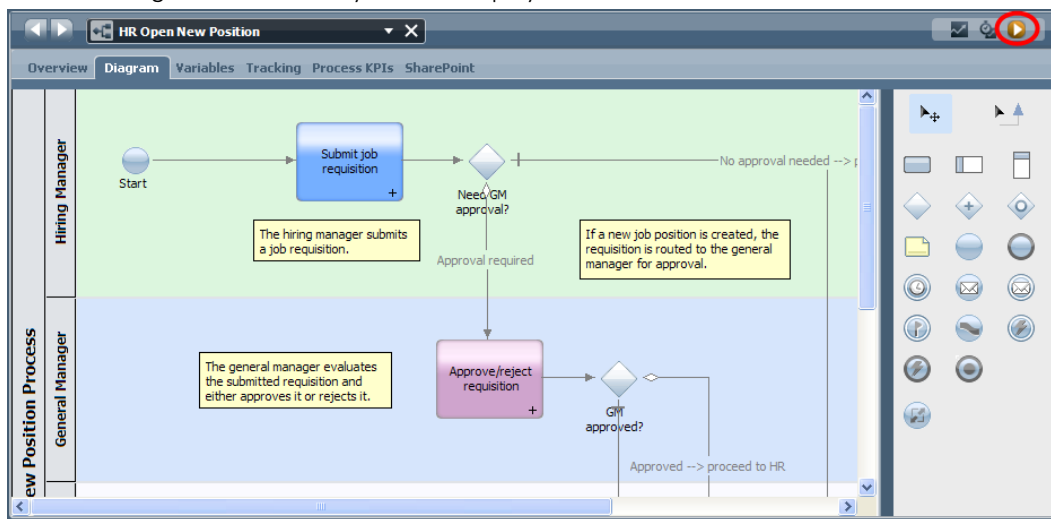 HR Open New Position
Overview Diagram Variables Tracking Process KPIs SharePoint
Hiring Manager
Start
Submit job
requisition
Need GM
approval?
No approval needed -->
The hiring manager submits
a job requisition.
If a new job position is created, the
requisition is routed to the general
manager for approval.
Approval required
Position Process
General Manager
The general manager evaluates
the submitted requisition and
either approves it or rejects it.
Approve/reject
requisition
GM
approved?
Approved --> proceed to HR